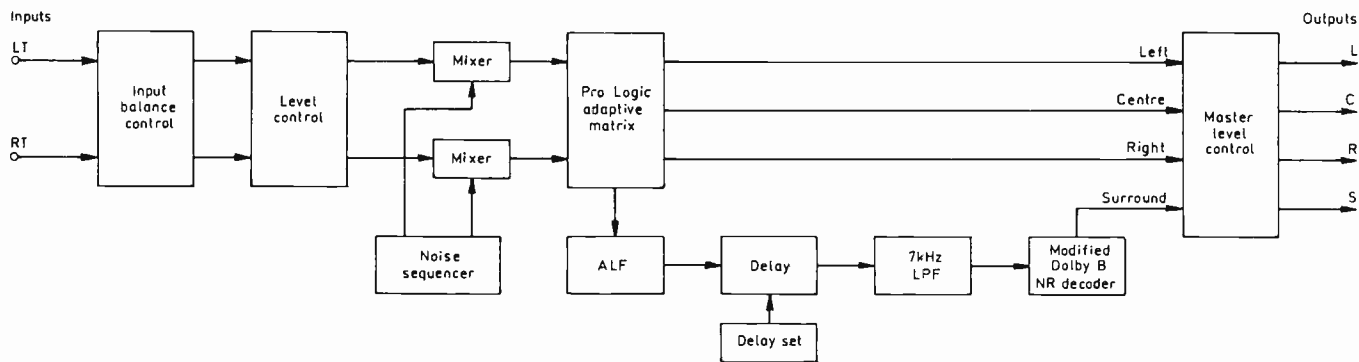 Inputs
LT
RT
Input
balance
control
Level
control
Mixer
Mixer
Noise
sequencer
Pro Logic
adaptive
matrix
Left
Centre
Right
Surround
ALF
Delay
Delay set
7kHz
LPF
Modified
Dolby B
NR decoder
Master
level
control
Outputs
L
C
R
S